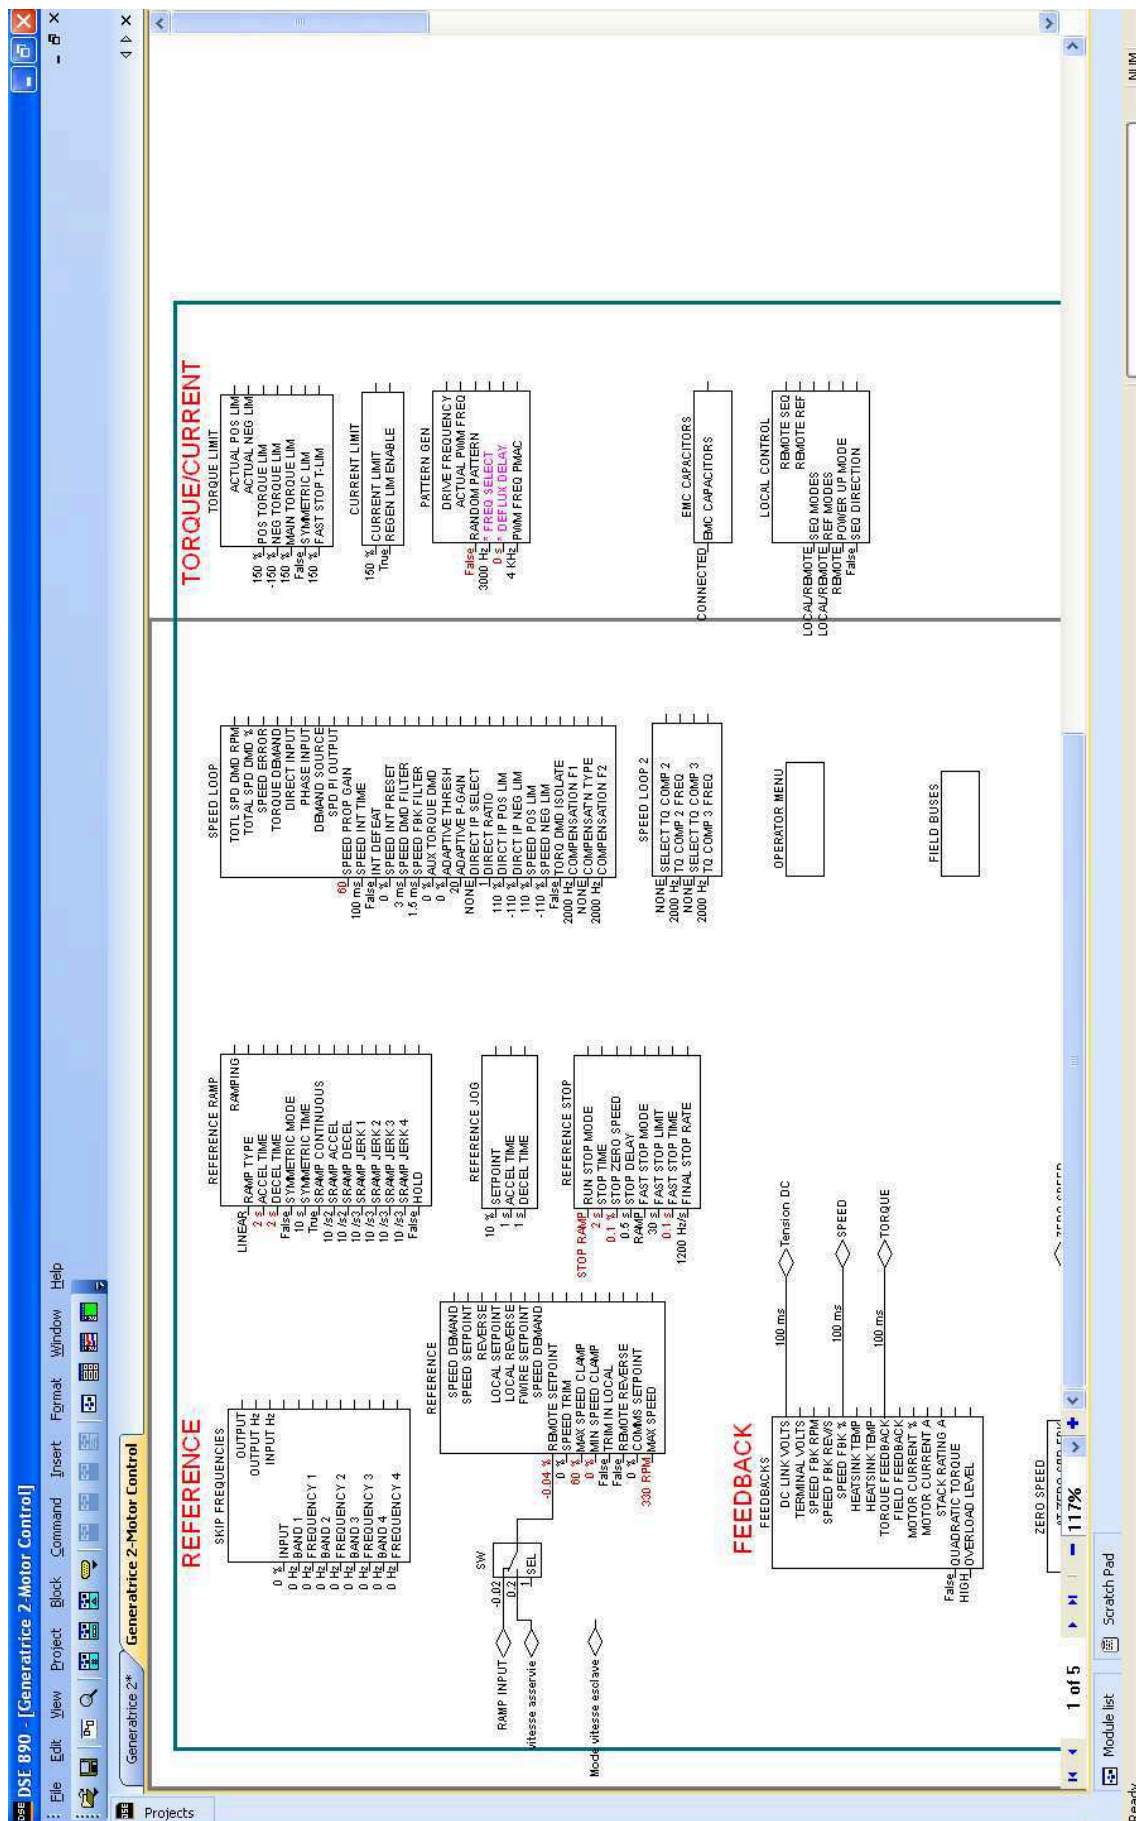 DSE 890 - [Generatrice 2-Motor Control]
File Edit View Project Block Command Insert Format Window Help
Generatrice 2* Generatrice 2-Motor Control
Projects
REFERENCE
SKIP FREQUENCIES
OUTPUT
OUTPUT Hz
INPUT Hz
0 % INPUT
0 Hz BAND 1
0 Hz FREQUENCY 1
0 Hz BAND 2
0 Hz FREQUENCY 2
0 Hz BAND 3
0 Hz FREQUENCY 3
0 Hz BAND 4
0 Hz FREQUENCY 4
REFERENCE RAMP
RAMPING
LINEAR RAMP TYPE
2 s ACCEL TIME
2 s DECEL TIME
False SYMMETRIC MODE
10 s SYMMETRIC TIME
True SRAMP CONTINUOUS
10 /s2 SRAMP ACCEL
10 /s2 SRAMP DECEL
10 /s3 SRAMP JERK 1
10 /s3 SRAMP JERK 2
10 /s3 SRAMP JERK 3
10 /s3 SRAMP JERK 4
False HOLD
SPEED LOOP
TOTL SPD DMD RPM
TOTAL SPD DMD %
SPEED ERROR
TORQUE DEMAND
DIRECT INPUT
PHASE INPUT
DEMAND SOURCE
SPD PI OUTPUT
60 SPEED PROP GAIN
100 ms SPEED INT TIME
False INT DEFEAT
0 % SPEED INT PRESET
3 ms SPEED DMD FILTER
1.5 ms SPEED FBK FILTER
0 % AUX TORQUE DMD
0 % ADAPTIVE THRESH
20 ADAPTIVE P-GAIN
NONE DIRECT IP SELECT
1 DIRECT RATIO
110 % DIRCT IP POS LIM
-110 % DIRCT IP NEG LIM
110 % SPEED POS LIM
-110 % SPEED NEG LIM
False TORQ DMD ISOLATE
2000 Hz COMPENSATION F1
NONE COMPENSATN TYPE
2000 Hz COMPENSATION F2
TORQUE/CURRENT
TORQUE LIMIT
ACTUAL POS LIM
ACTUAL NEG LIM
150 % POS TORQUE LIM
-150 % NEG TORQUE LIM
150 % MAIN TORQUE LIM
False SYMMETRIC LIM
150 % FAST STOP T-LIM
CURRENT LIMIT
150 % CURRENT LIMIT
True REGEN LIM ENABLE
PATTERN GEN
DRIVE FREQUENCY
ACTUAL PWM FREQ
False RANDOM PATTERN
3000 Hz * FREQ SELECT
0 s * DEFLUX DELAY
4 KHz PWM FREQ PMAC
REFERENCE
SPEED DEMAND
SPEED SETPOINT
REVERSE
LOCAL SETPOINT
LOCAL REVERSE
FWIRE SETPOINT
SPEED DEMAND
-0.04 % REMOTE SETPOINT
0 % SPEED TRIM
60 % MAX SPEED CLAMP
0 % MIN SPEED CLAMP
False TRIM IN LOCAL
False REMOTE REVERSE
0 % COMMS SETPOINT
330 RPM MAX SPEED
REFERENCE JOG
10 % SETPOINT
1 s ACCEL TIME
1 s DECEL TIME
REFERENCE STOP
STOP RAMP RUN STOP MODE
2 s STOP TIME
0.1 % STOP ZERO SPEED
0.5 s STOP DELAY
RAMP FAST STOP MODE
30 s FAST STOP LIMIT
0.1 s FAST STOP TIME
1200 Hz/s FINAL STOP RATE
SPEED LOOP 2
NONE SELECT TQ COMP 2
2000 Hz TQ COMP 2 FREQ
NONE SELECT TQ COMP 3
2000 Hz TQ COMP 3 FREQ
EMC CAPACITORS
CONNECTED EMC CAPACITORS
LOCAL CONTROL
REMOTE SEQ
REMOTE REF
LOCAL/REMOTE SEQ MODES
LOCAL/REMOTE REF MODES
REMOTE POWER UP MODE
False SEQ DIRECTION
OPERATOR MENU
FIELD BUSES
SW
RAMP INPUT -0.02
vitesse asservie 0.2
1 SEL
Mode vitesse esclave
FEEDBACK
FEEDBACKS
DC LINK VOLTS 100 ms Tension DC
TERMINAL VOLTS
SPEED FBK RPM
SPEED FBK REV/S
SPEED FBK % 100 ms SPEED
HEATSINK TEMP
HEATSINK TEMP
TORQUE FEEDBACK 100 ms TORQUE
FIELD FEEDBACK
MOTOR CURRENT %
MOTOR CURRENT A
STACK RATING A
False QUADRATIC TORQUE
HIGH OVERLOAD LEVEL
ZERO SPEED
1 of 5 117%
Module list Scratch Pad
Ready NUM